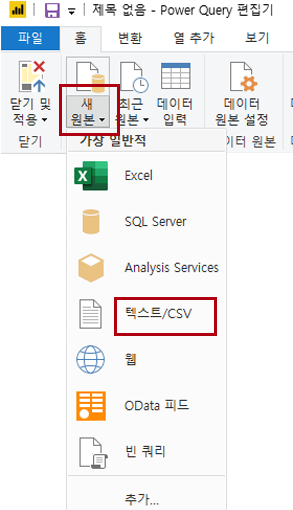 제목 없음 - Power Query 편집기
파일 홈 변환 열 추가 보기
닫기 및 적용 새 원본 최근 원본 데이터 입력 데이터 원본 설정
닫기 가장 일반적 데이터 원본
Excel
SQL Server
Analysis Services
텍스트/CSV
웹
OData 피드
빈 쿼리
추가...